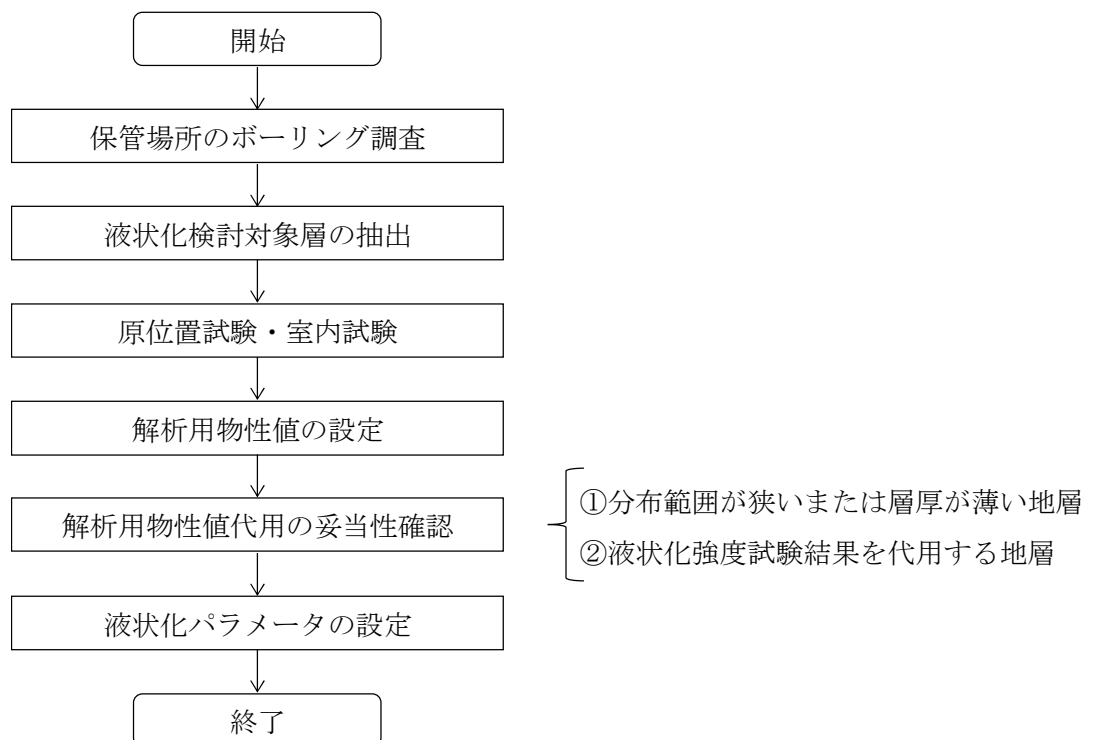 開始
保管場所のボーリング調査
液状化検討対象層の抽出
原位置試験・室内試験
解析用物性値の設定
解析用物性値代用の妥当性確認
①分布範囲が狭いまたは層厚が薄い地層
②液状化強度試験結果を代用する地層
液状化パラメータの設定
終了